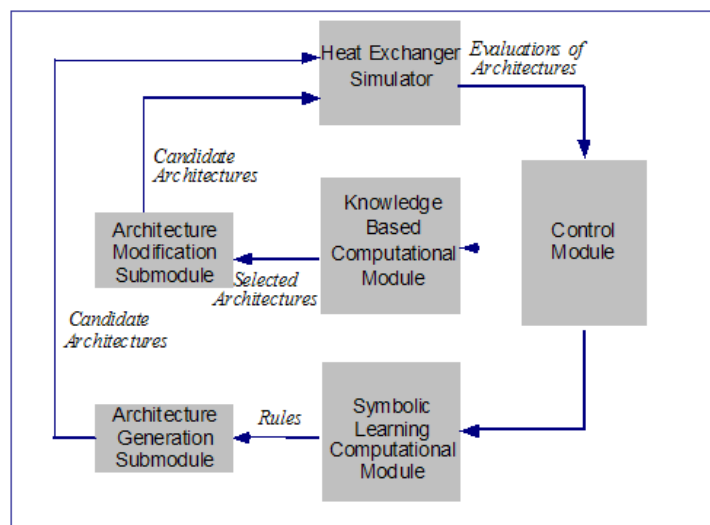 Heat Exchanger
Simulator
Evaluations of
Architectures
Candidate
Architectures
Knowledge
Based
Computational
Module
Control
Module
Architecture
Modification
Submodule
Selected
Architectures
Candidate
Architectures
Symbolic
Learning
Computational
Module
Rules
Architecture
Generation
Submodule